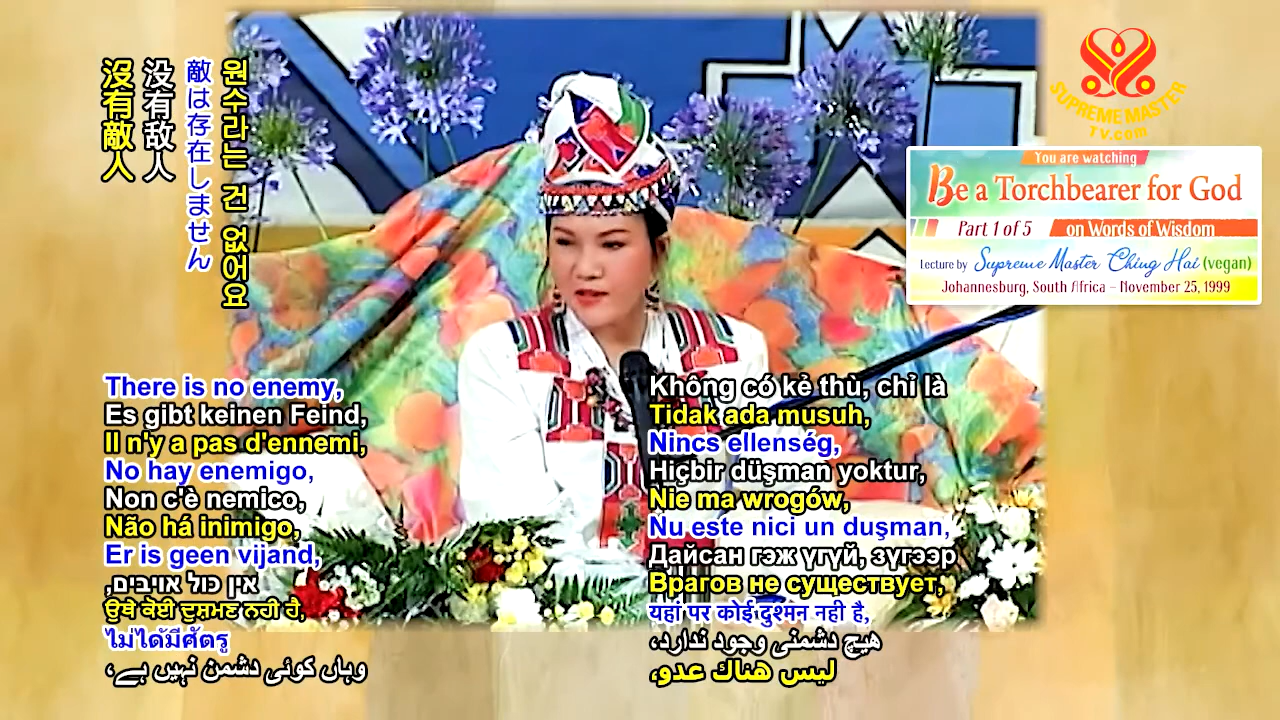 원수라는 건 없어요
敵は存在しません
没有敌人
沒有敵人
SUPREME MASTER
TV.com
You are watching
Be a Torchbearer for God
Part 1 of 5
on Words of Wisdom
Lecture by Supreme Master Ching Hai (vegan)
Johannesburg, South Africa – November 25, 1999
There is no enemy,
Es gibt keinen Feind,
Il n'y a pas d'ennemi,
No hay enemigo,
Non c'è nemico,
Não há inimigo,
Er is geen vijand,
אין כול אויבים,
ਉਥੇ ਕੋਈ ਦੁਸ਼ਮਣ ਨਹੀ ਹੈ,
ไม่ได้มีศัตรู
وہاں کوئی دشمن نہیں ہے،
Không có kẻ thù, chỉ là
Tidak ada musuh,
Nincs ellenség,
Hiçbir düşman yoktur,
Nie ma wrogów,
Nu este nici un duşman,
Дайсан гэж үгүй, зүгээр
Врагов не существует,
यहां पर कोई दुश्मन नही है,
هیچ دشمنی وجود ندارد،
ليس هناك عدو،